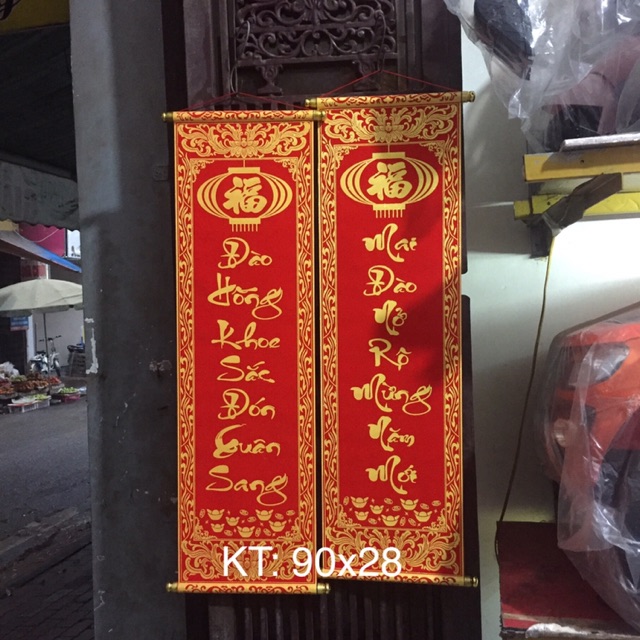 福
Đào
Hồng
Khoe
Sắc
Đón
Xuân
Sang
福
Mai
Đào
Nở
Rộ
Mừng
Năm
Mới
KT: 90x28